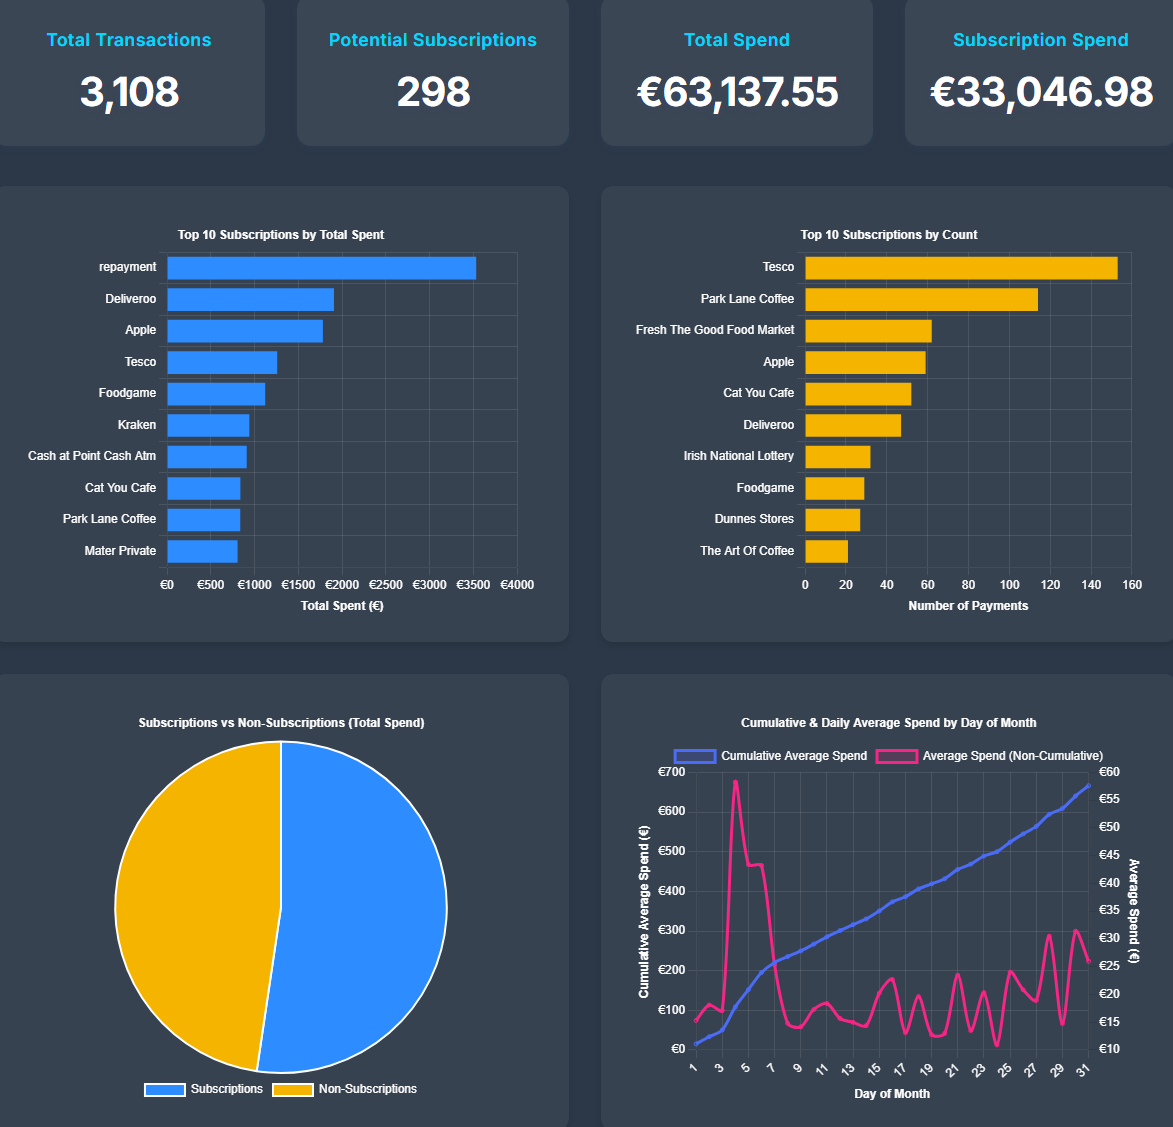 Total Transactions
3,108
Potential Subscriptions
298
Total Spend
€63,137.55
Subscription Spend
€33,046.98
Top 10 Subscriptions by Total Spent
repayment
Deliveroo
Apple
Tesco
Foodgame
Kraken
Cash at Point Cash Atm
Cat You Cafe
Park Lane Coffee
Mater Private
€0 €500 €1000 €1500 €2000 €2500 €3000 €3500 €4000
Total Spent (€)
Top 10 Subscriptions by Count
Tesco
Park Lane Coffee
Fresh The Good Food Market
Apple
Cat You Cafe
Deliveroo
Irish National Lottery
Foodgame
Dunnes Stores
The Art Of Coffee
0 20 40 60 80 100 120 140 160
Number of Payments
Subscriptions vs Non-Subscriptions (Total Spend)
Subscriptions Non-Subscriptions
Cumulative & Daily Average Spend by Day of Month
Cumulative Average Spend Average Spend (Non-Cumulative)
Cumulative Average Spend (€)
€700
€600
€500
€400
€300
€200
€100
€0
€60
€55
€50
€45
€40
€35
€30
€25
€20
€15
€10
Average Spend (€)
1 3 5 7 9 11 13 15 17 19 21 23 25 27 29 31
Day of Month